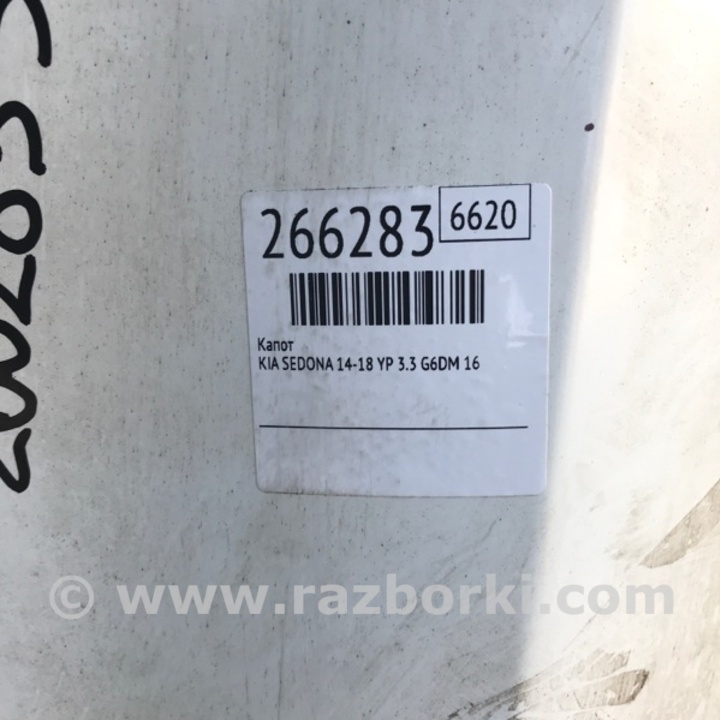 266283
6620
Капот
KIA SEDONA 14-18 YP 3.3 G6DM 16
© www.razborki.com